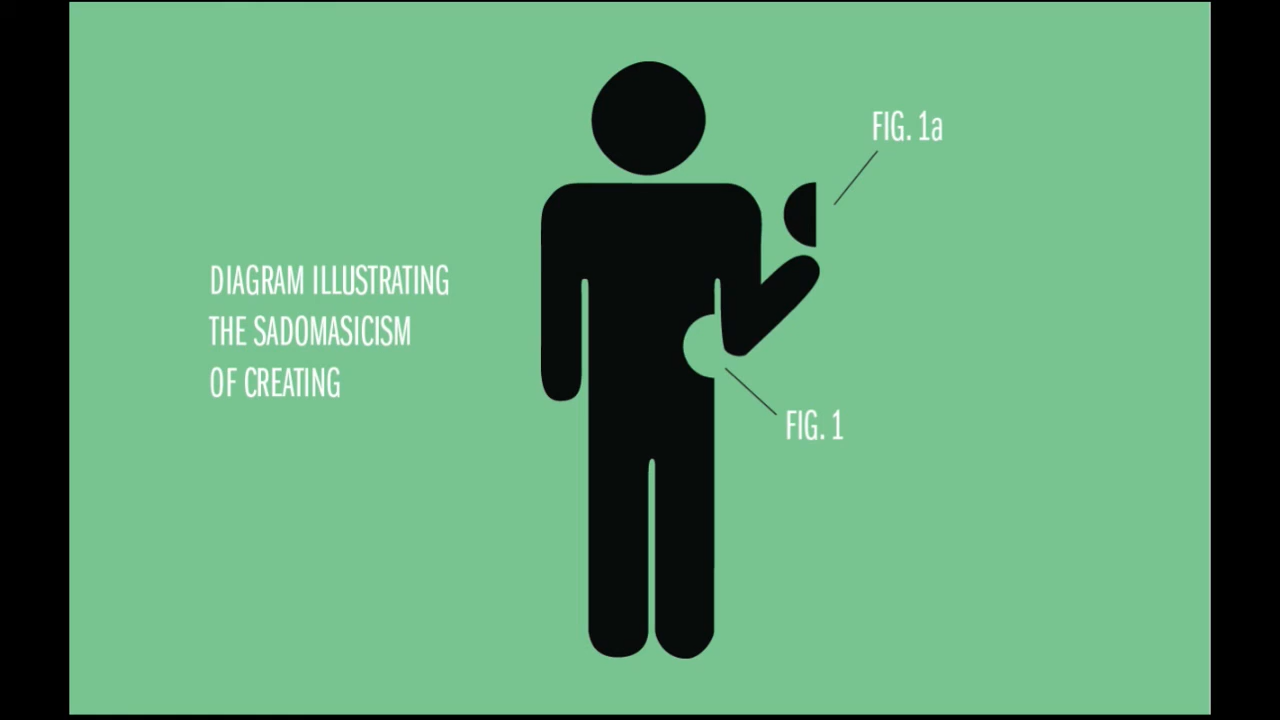 FIG. 1a
DIAGRAM ILLUSTRATING
THE SADOMASICISM
OF CREATING
FIG. 1